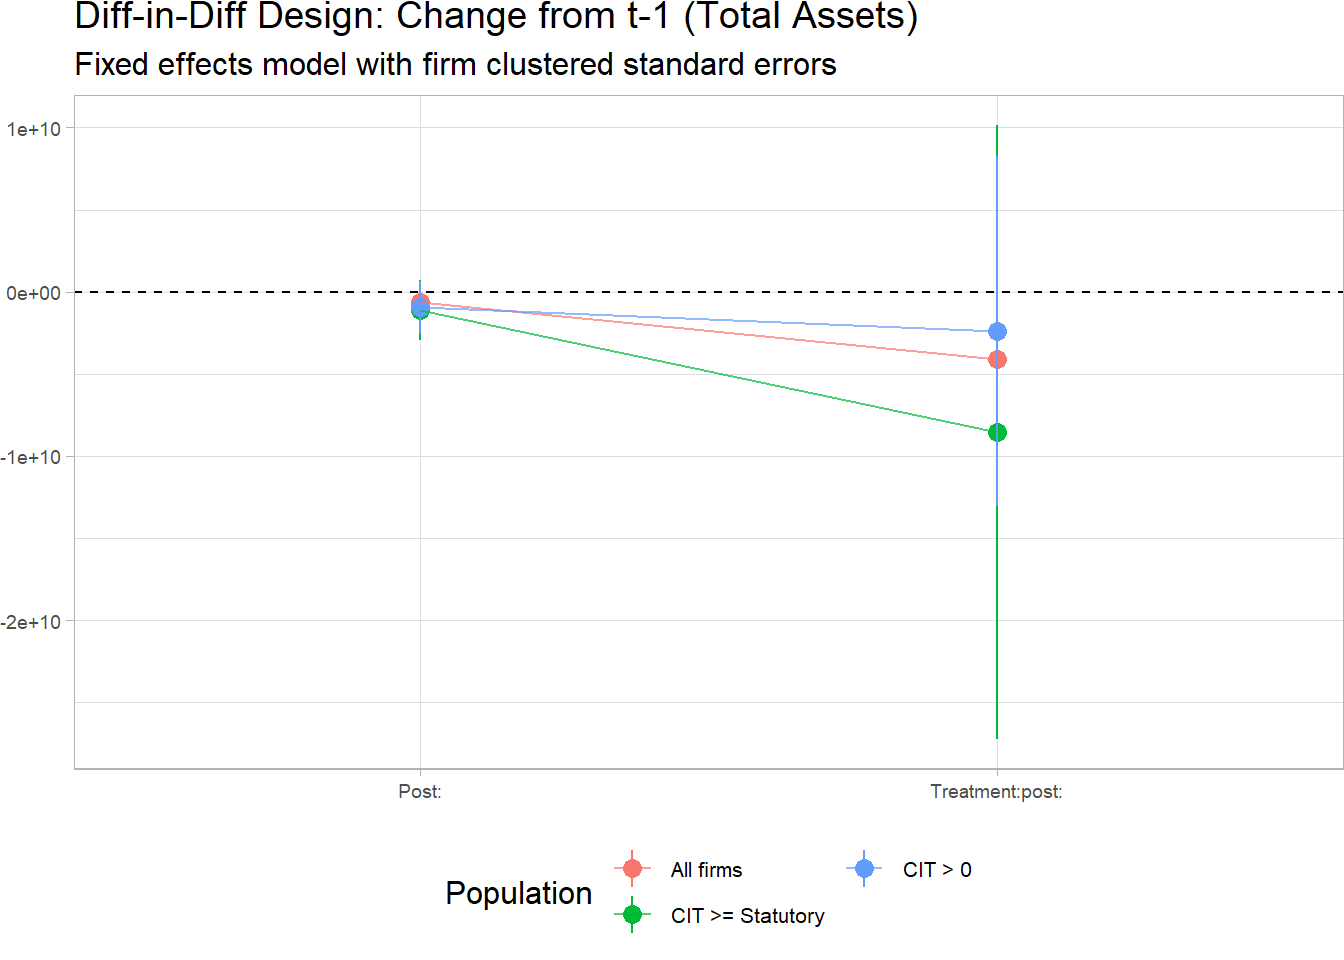 Diff-in-Diff Design: Change from t-1 (Total Assets)
Fixed effects model with firm clustered standard errors
1e+10
0e+00
-1e+10
-2e+10
Post:
Treatment:post:
Population
All firms
CIT > 0
CIT >= Statutory